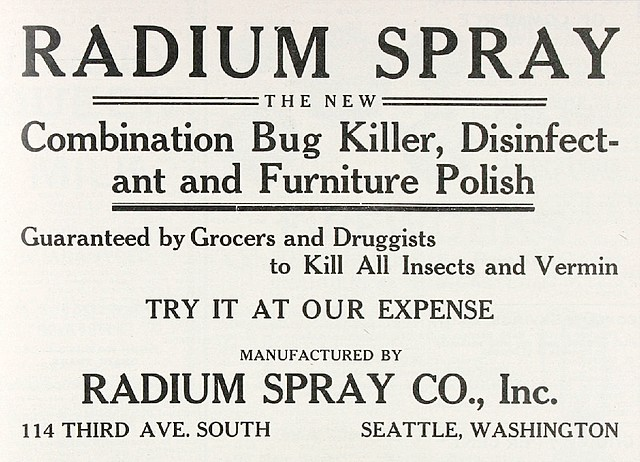 RADIUM SPRAY
THE NEW
Combination Bug Killer, Disinfect-
ant and Furniture Polish
Guaranteed by Grocers and Druggists
to Kill All Insects and Vermin
TRY IT AT OUR EXPENSE
MANUFACTURED BY
RADIUM SPRAY CO., Inc.
114 THIRD AVE. SOUTH SEATTLE, WASHINGTON